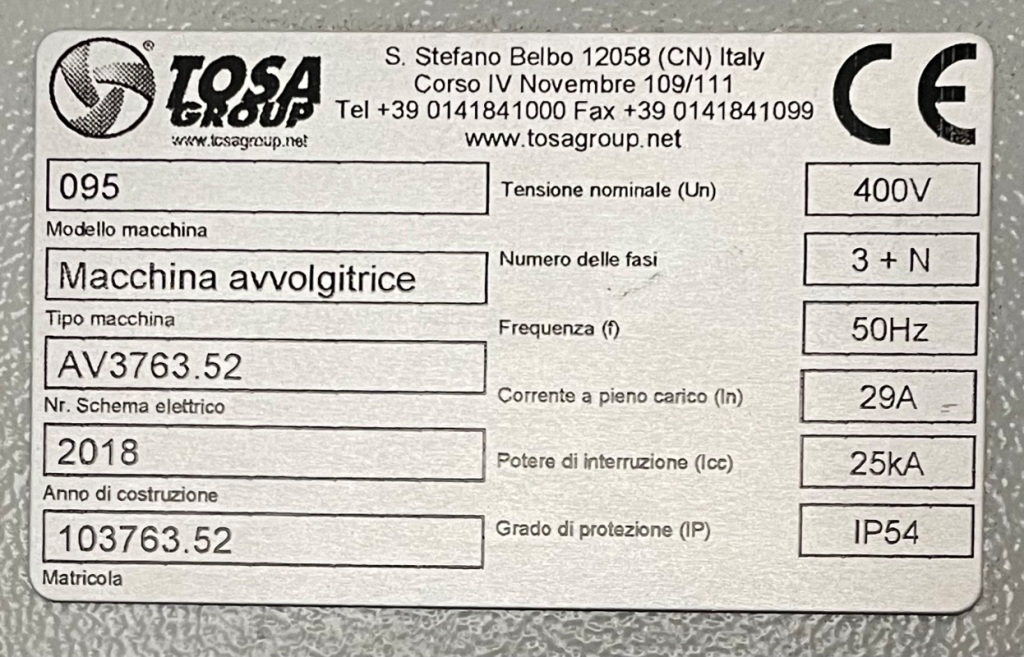 ®
TOSA
GROUP
www.tosagroup.net
S. Stefano Belbo 12058 (CN) Italy
Corso IV Novembre 109/111
Tel +39 0141841000 Fax +39 0141841099
www.tosagroup.net
CE
095
Modello macchina
Macchina avvolgitrice
Tipo macchina
AV3763.52
Nr. Schema elettrico
2018
Anno di costruzione
103763.52
Matricola
Tensione nominale (Un) 400V
Numero delle fasi 3 + N
Frequenza (f) 50Hz
Corrente a pieno carico (In) 29A
Potere di interruzione (Icc) 25kA
Grado di protezione (IP) IP54